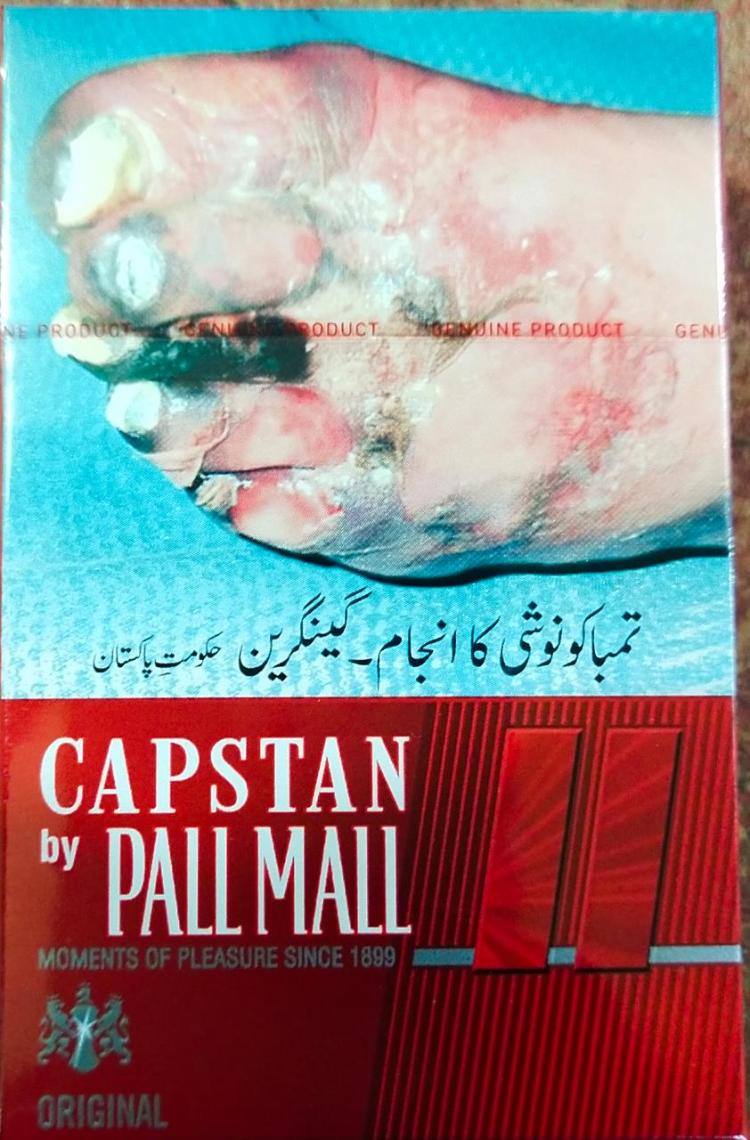 NE PRODUCT GENUINE PRODUCT GENUINE PRODUCT GENU
تمباکونوشی کا انجام۔گینگرین حکومتِ پاکستان
CAPSTAN
by PALL MALL
MOMENTS OF PLEASURE SINCE 1899
ORIGINAL